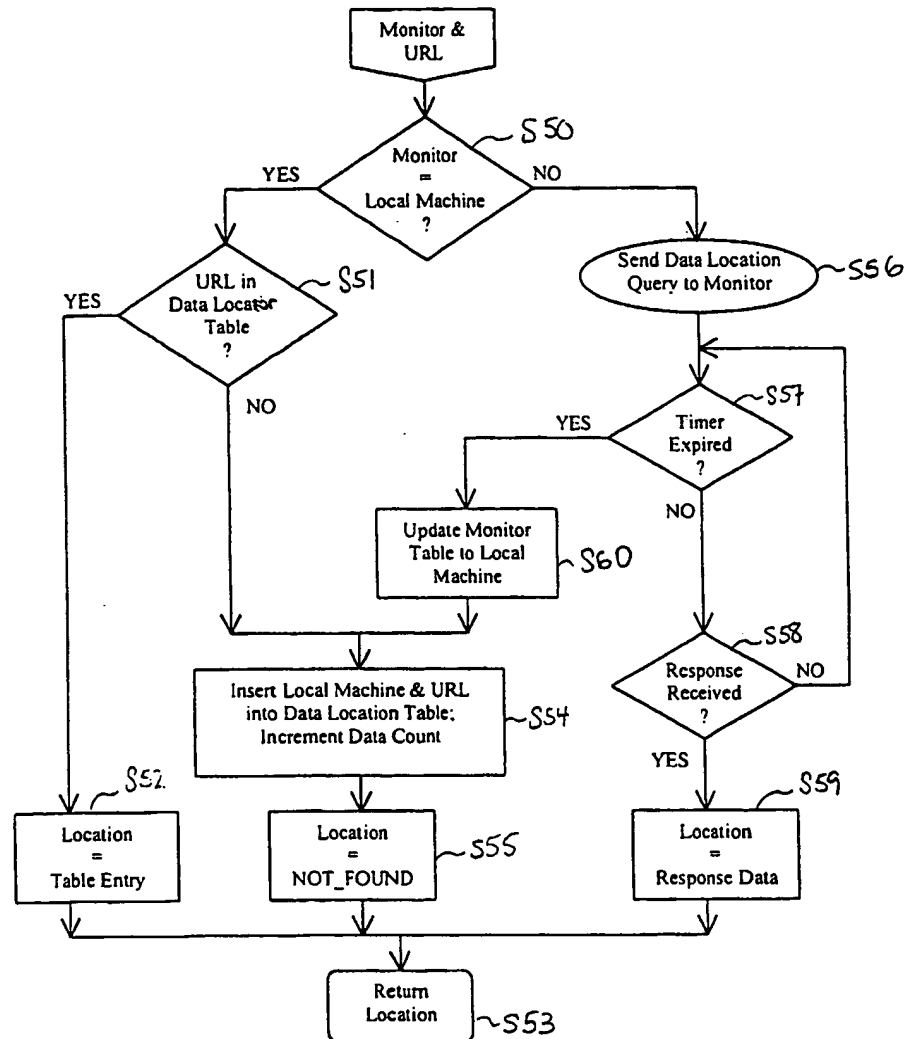 Monitor &
URL
S50
Monitor
=
Local Machine
?
YES
NO
S51
URL in
Data Locator
Table
?
YES
NO
Send Data Location
Query to Monitor
S56
S57
Timer
Expired
?
YES
NO
Update Monitor
Table to Local
Machine
S60
S58
Response
Received
?
NO
YES
Insert Local Machine & URL
into Data Location Table;
Increment Data Count
S54
S52
Location
=
Table Entry
Location
=
NOT_FOUND
S55
S59
Location
=
Response Data
Return
Location
S53